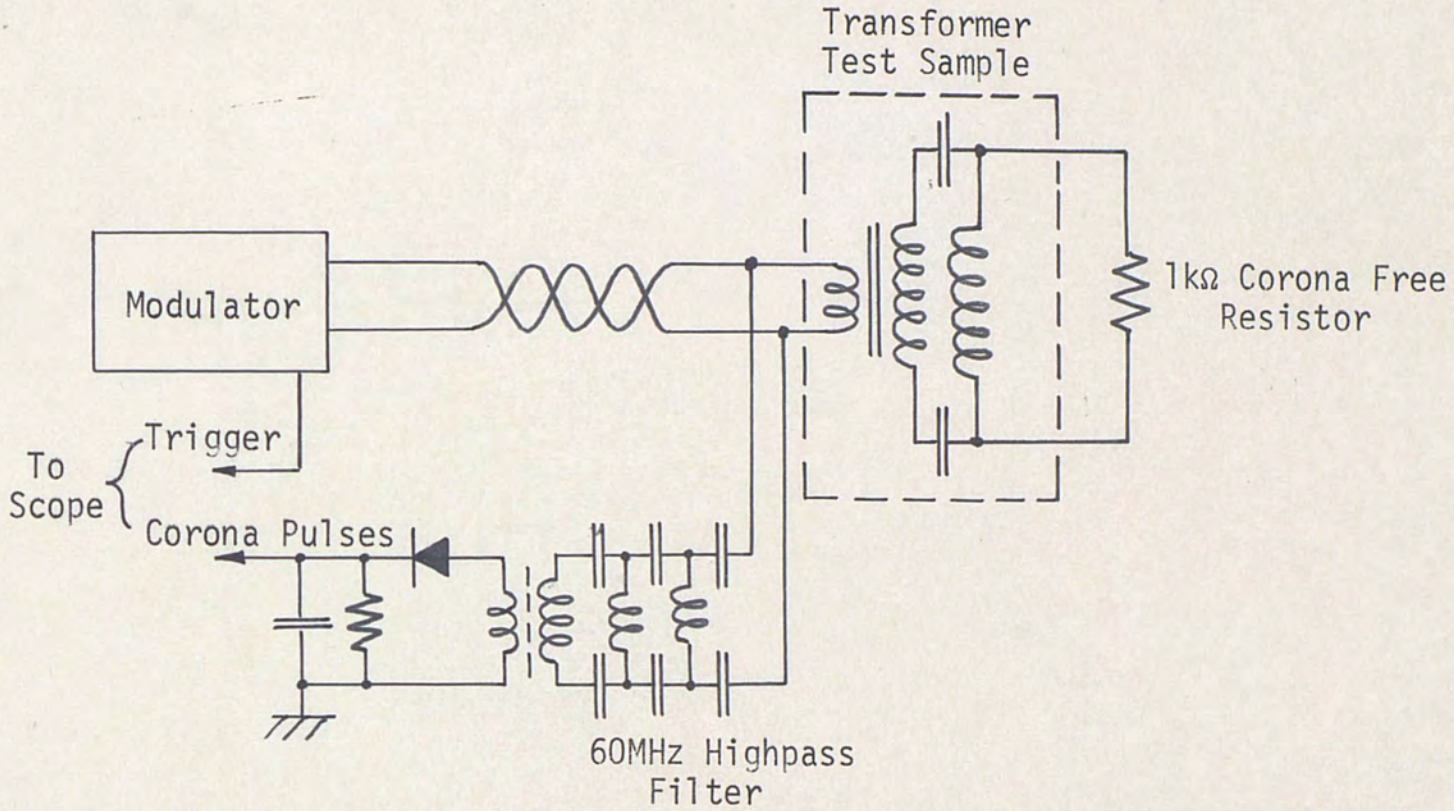 Transformer
Test Sample
Modulator
1kΩ Corona Free
Resistor
Trigger
To
Scope
Corona Pulses
60MHz Highpass
Filter